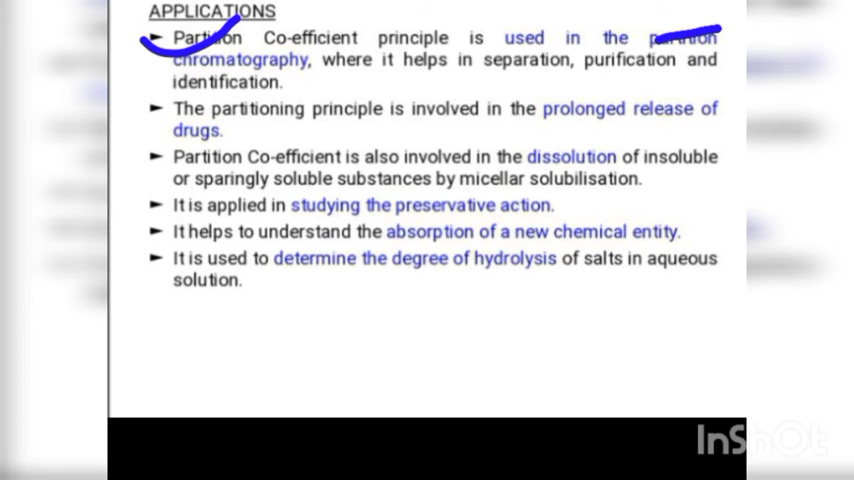 APPLICATIONS
► Partition Co-efficient principle is used in the partition
chromatography, where it helps in separation, purification and
identification.
► The partitioning principle is involved in the prolonged release of
drugs.
► Partition Co-efficient is also involved in the dissolution of insoluble
or sparingly soluble substances by micellar solubilisation.
► It is applied in studying the preservative action.
► It helps to understand the absorption of a new chemical entity.
► It is used to determine the degree of hydrolysis of salts in aqueous
solution.
InShOt